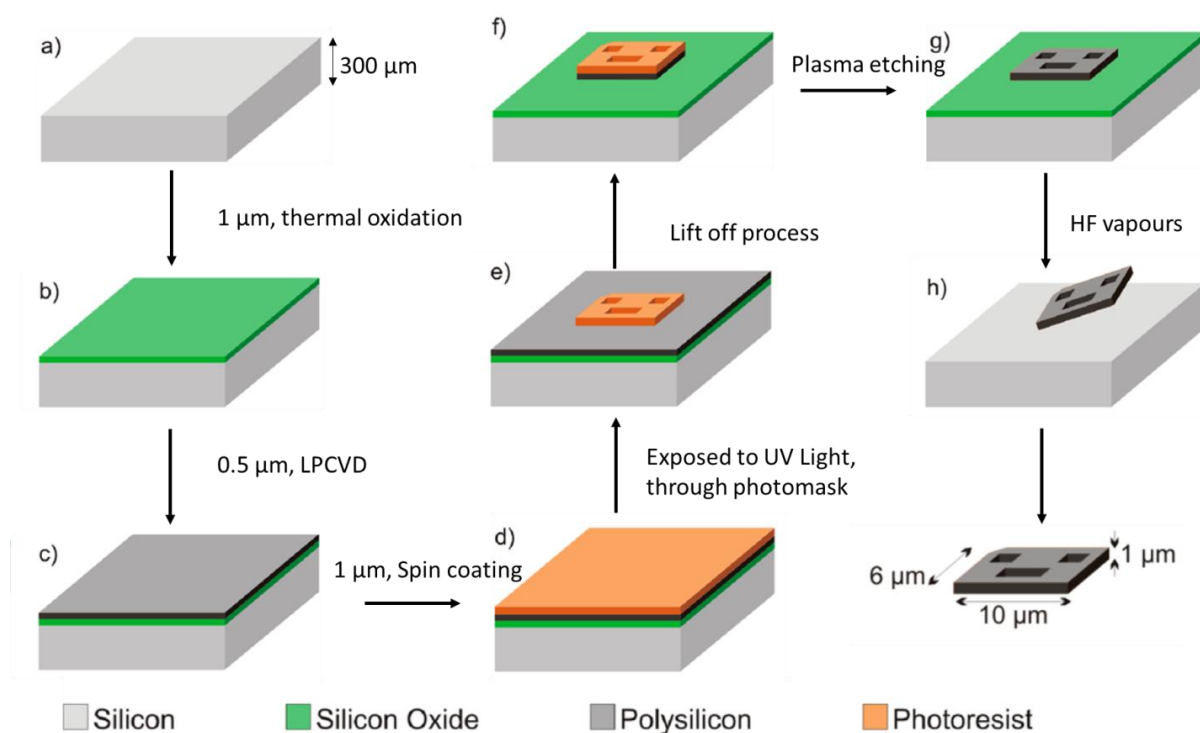 a)
300 µm
1 µm, thermal oxidation
b)
0.5 µm, LPCVD
c)
1 µm, Spin coating
d)
Exposed to UV Light,
through photomask
e)
Lift off process
f)
Plasma etching
g)
HF vapours
h)
6 µm
10 µm
1 µm
Silicon
Silicon Oxide
Polysilicon
Photoresist